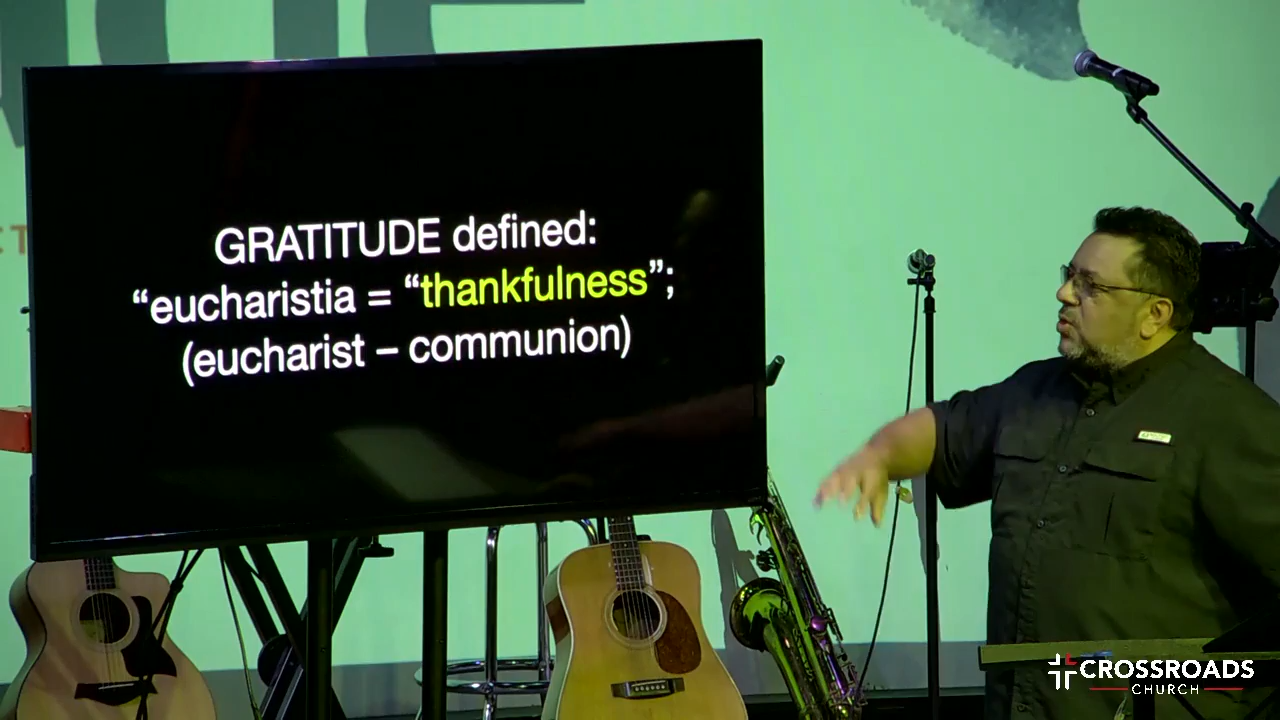 GRATITUDE defined:
“eucharistia = “thankfulness”;
(eucharist – communion)
CROSSROADS
CHURCH